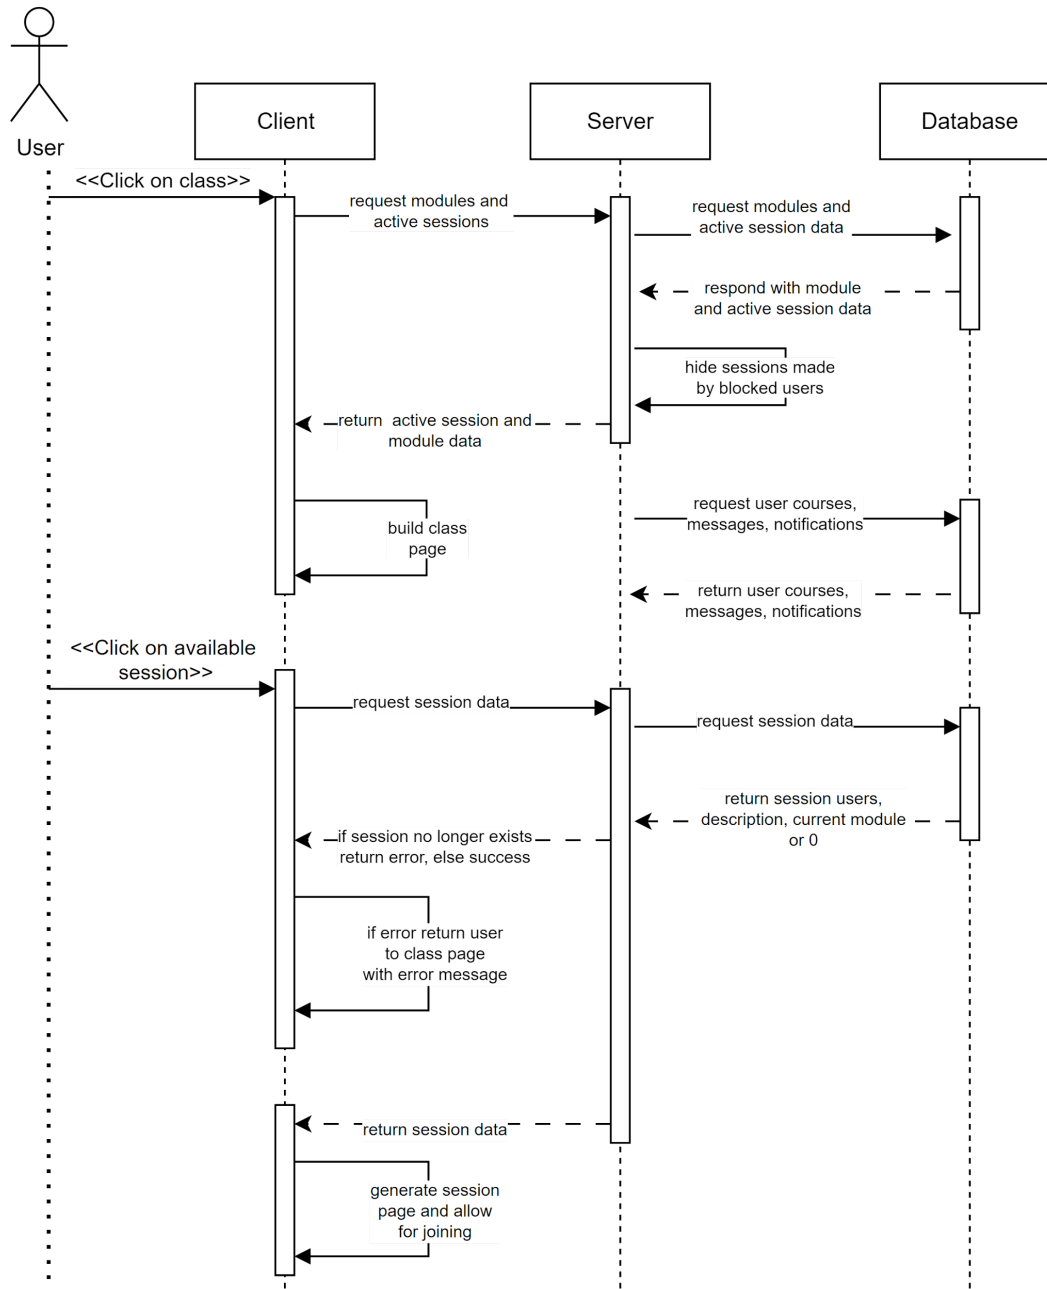 User
Client
Server
Database
<<Click on class>>
request modules and
active sessions
request modules and
active session data
respond with module
and active session data
hide sessions made
by blocked users
return active session and
module data
build class
page
request user courses,
messages, notifications
return user courses,
messages, notifications
<<Click on available
session>>
request session data
request session data
return session users,
description, current module
or 0
if session no longer exists
return error, else success
if error return user
to class page
with error message
return session data
generate session
page and allow
for joining